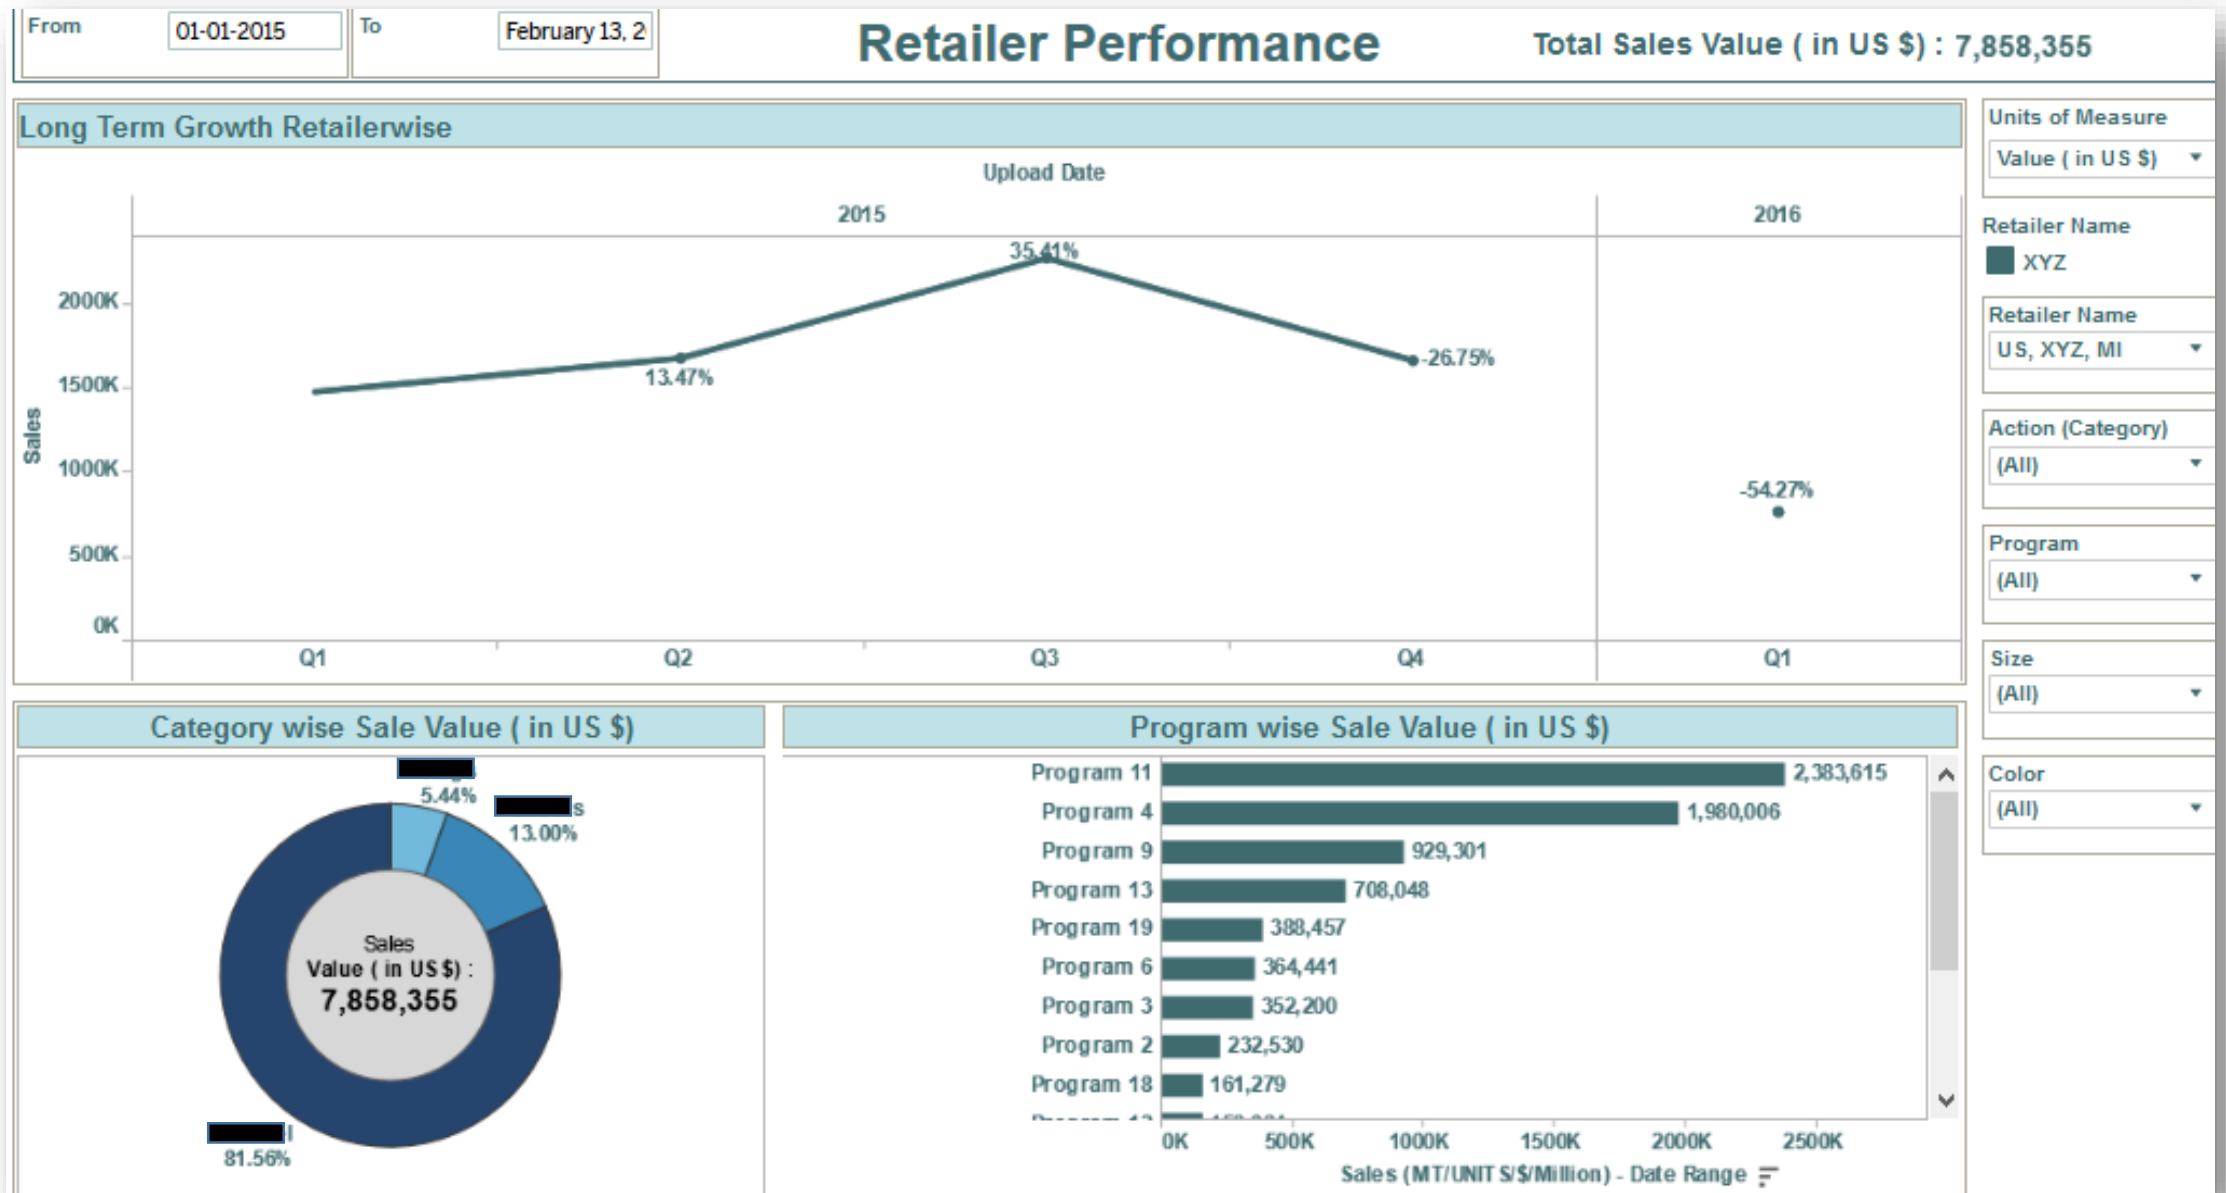 From 01-01-2015 To February 13, 2
Retailer Performance
Total Sales Value ( in US $) : 7,858,355
Long Term Growth Retailerwise
Upload Date
2015 2016
Sales
2000K
1500K
1000K
500K
0K
35.41%
13.47%
-26.75%
-54.27%
Q1 Q2 Q3 Q4 Q1
Units of Measure
Value ( in US $)
Retailer Name
XYZ
Retailer Name
US, XYZ, MI
Action (Category)
(All)
Program
(All)
Size
(All)
Color
(All)
Category wise Sale Value ( in US $)
5.44%
s
13.00%
Sales
Value ( in US $) :
7,858,355
81.56%
Program wise Sale Value ( in US $)
Program 11 2,383,615
Program 4 1,980,006
Program 9 929,301
Program 13 708,048
Program 19 388,457
Program 6 364,441
Program 3 352,200
Program 2 232,530
Program 18 161,279
0K 500K 1000K 1500K 2000K 2500K
Sales (MT/UNITS/$/Million) - Date Range